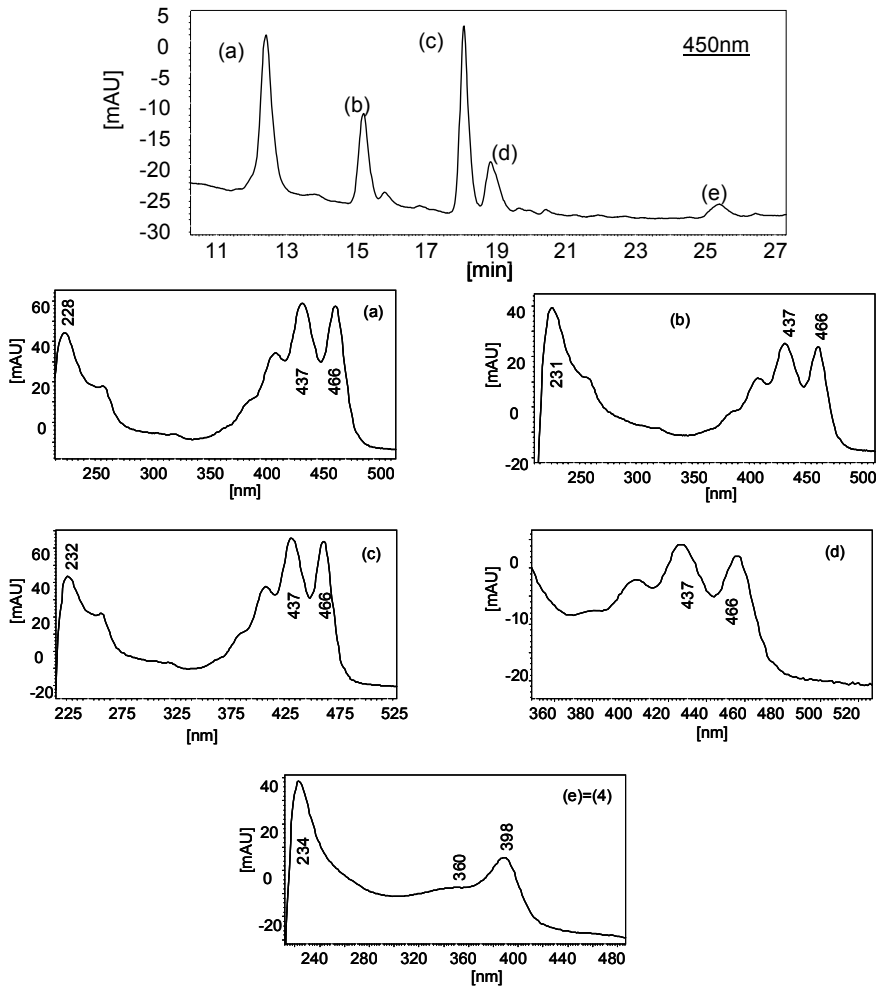 5
0
-5
-10
-15
-20
-25
-30
[mAU]
(a)
(b)
(c)
(d)
(e)
450nm
11 13 15 17 19 21 23 25 27
[min]
60
40
20
0
[mAU]
228
437
466
(a)
250 300 350 400 450 500
[nm]
40
20
0
-20
[mAU]
231
437
466
(b)
250 300 350 400 450 500
[nm]
60
40
20
0
-20
[mAU]
232
437
466
(c)
225 275 325 375 425 475 525
[nm]
0
-10
-20
[mAU]
437
466
(d)
360 380 400 420 440 460 480 500 520
[nm]
40
20
0
-20
[mAU]
234
360
398
(e)=(4)
240 280 320 360 400 440 480
[nm]